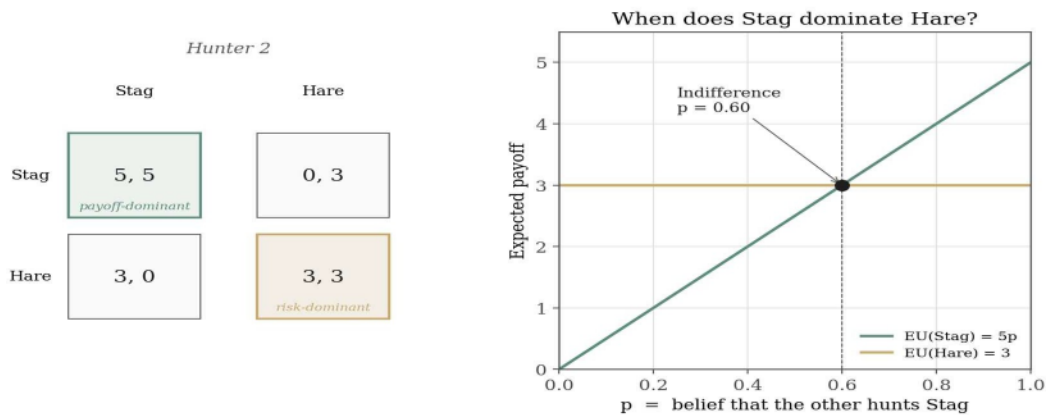 Hunter 2
Stag Hare
Stag 5, 5 0, 3
payoff-dominant
Hare 3, 0 3, 3
risk-dominant
When does Stag dominate Hare?
Expected payoff
5
4
3
2
1
0
Indifference
p = 0.60
EU(Stag) = 5p
EU(Hare) = 3
0.0 0.2 0.4 0.6 0.8 1.0
p = belief that the other hunts Stag